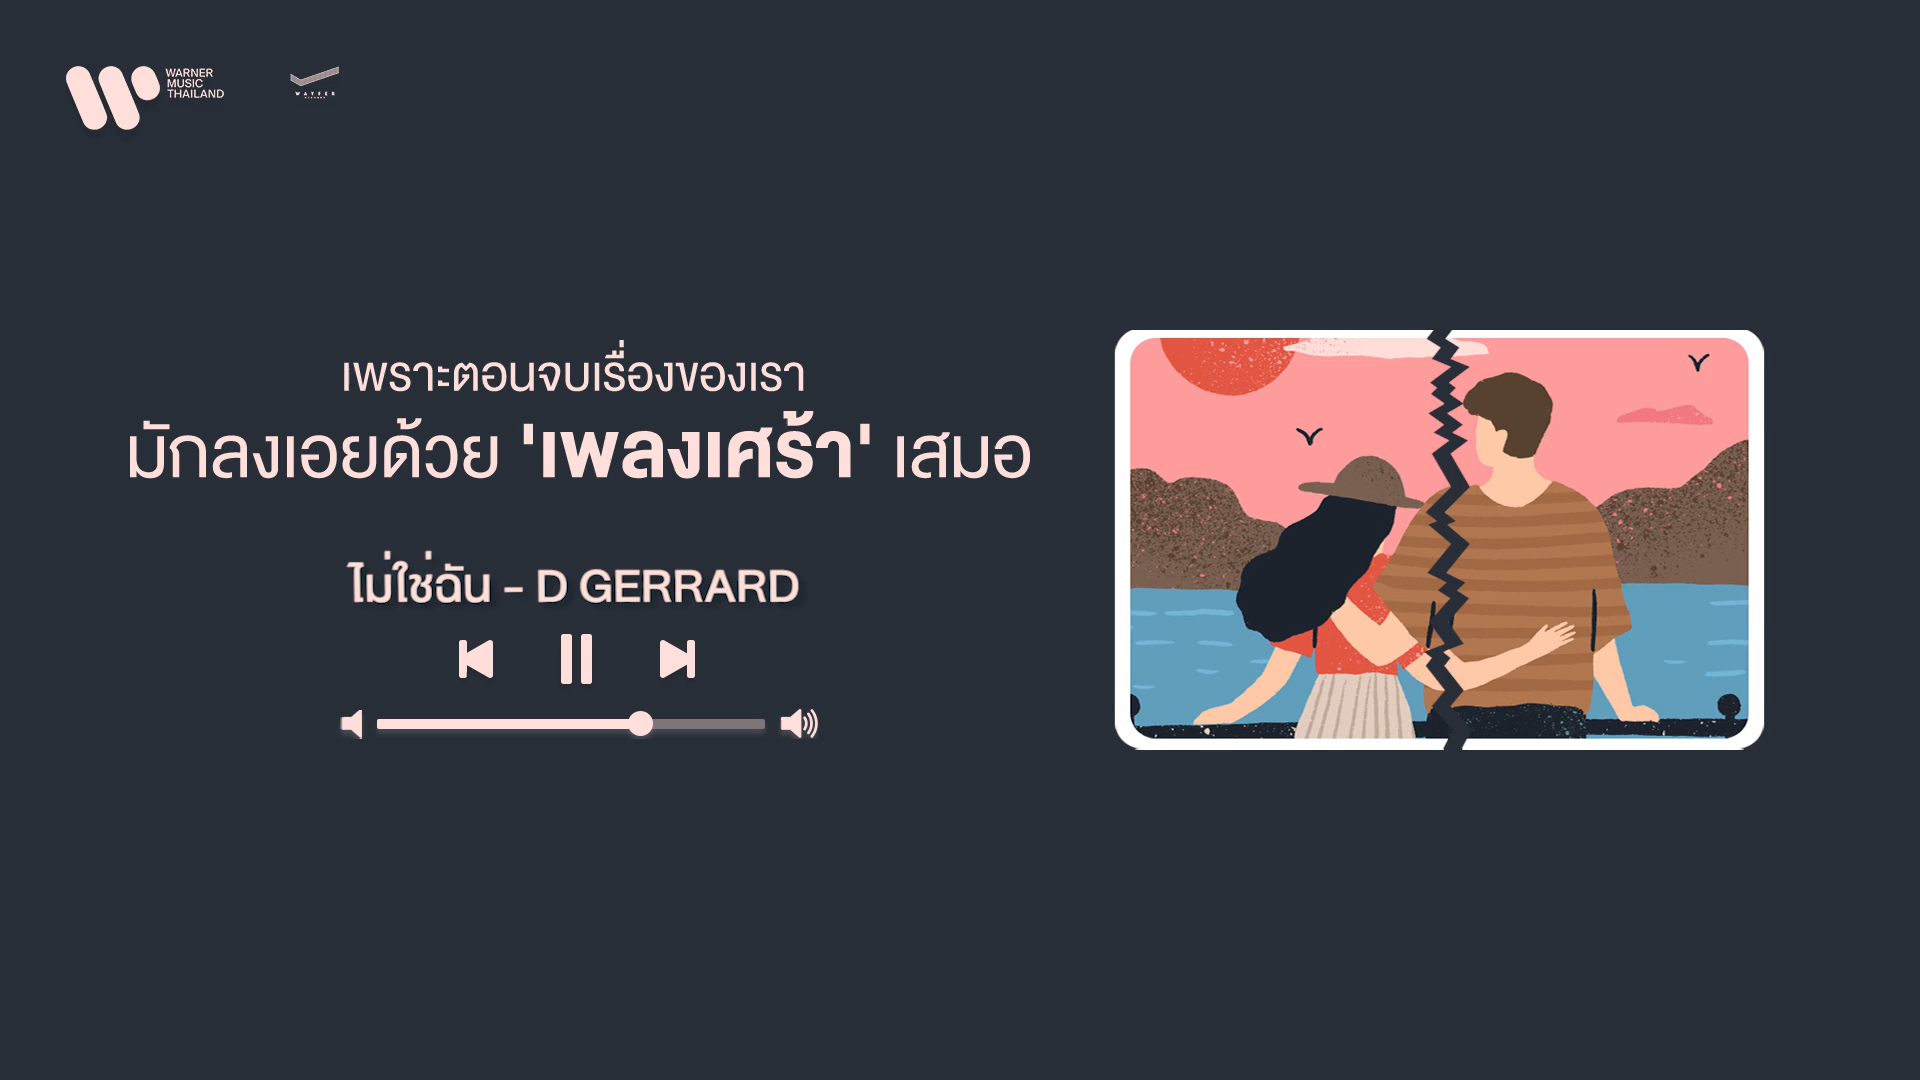 WARNER
MUSIC
THAILAND
WAYFER
RECORDS
เพราะตอนจบเรื่องของเรา
มักลงเอยด้วย 'เพลงเศร้า' เสมอ
ไม่ใช่ฉัน - D GERRARD